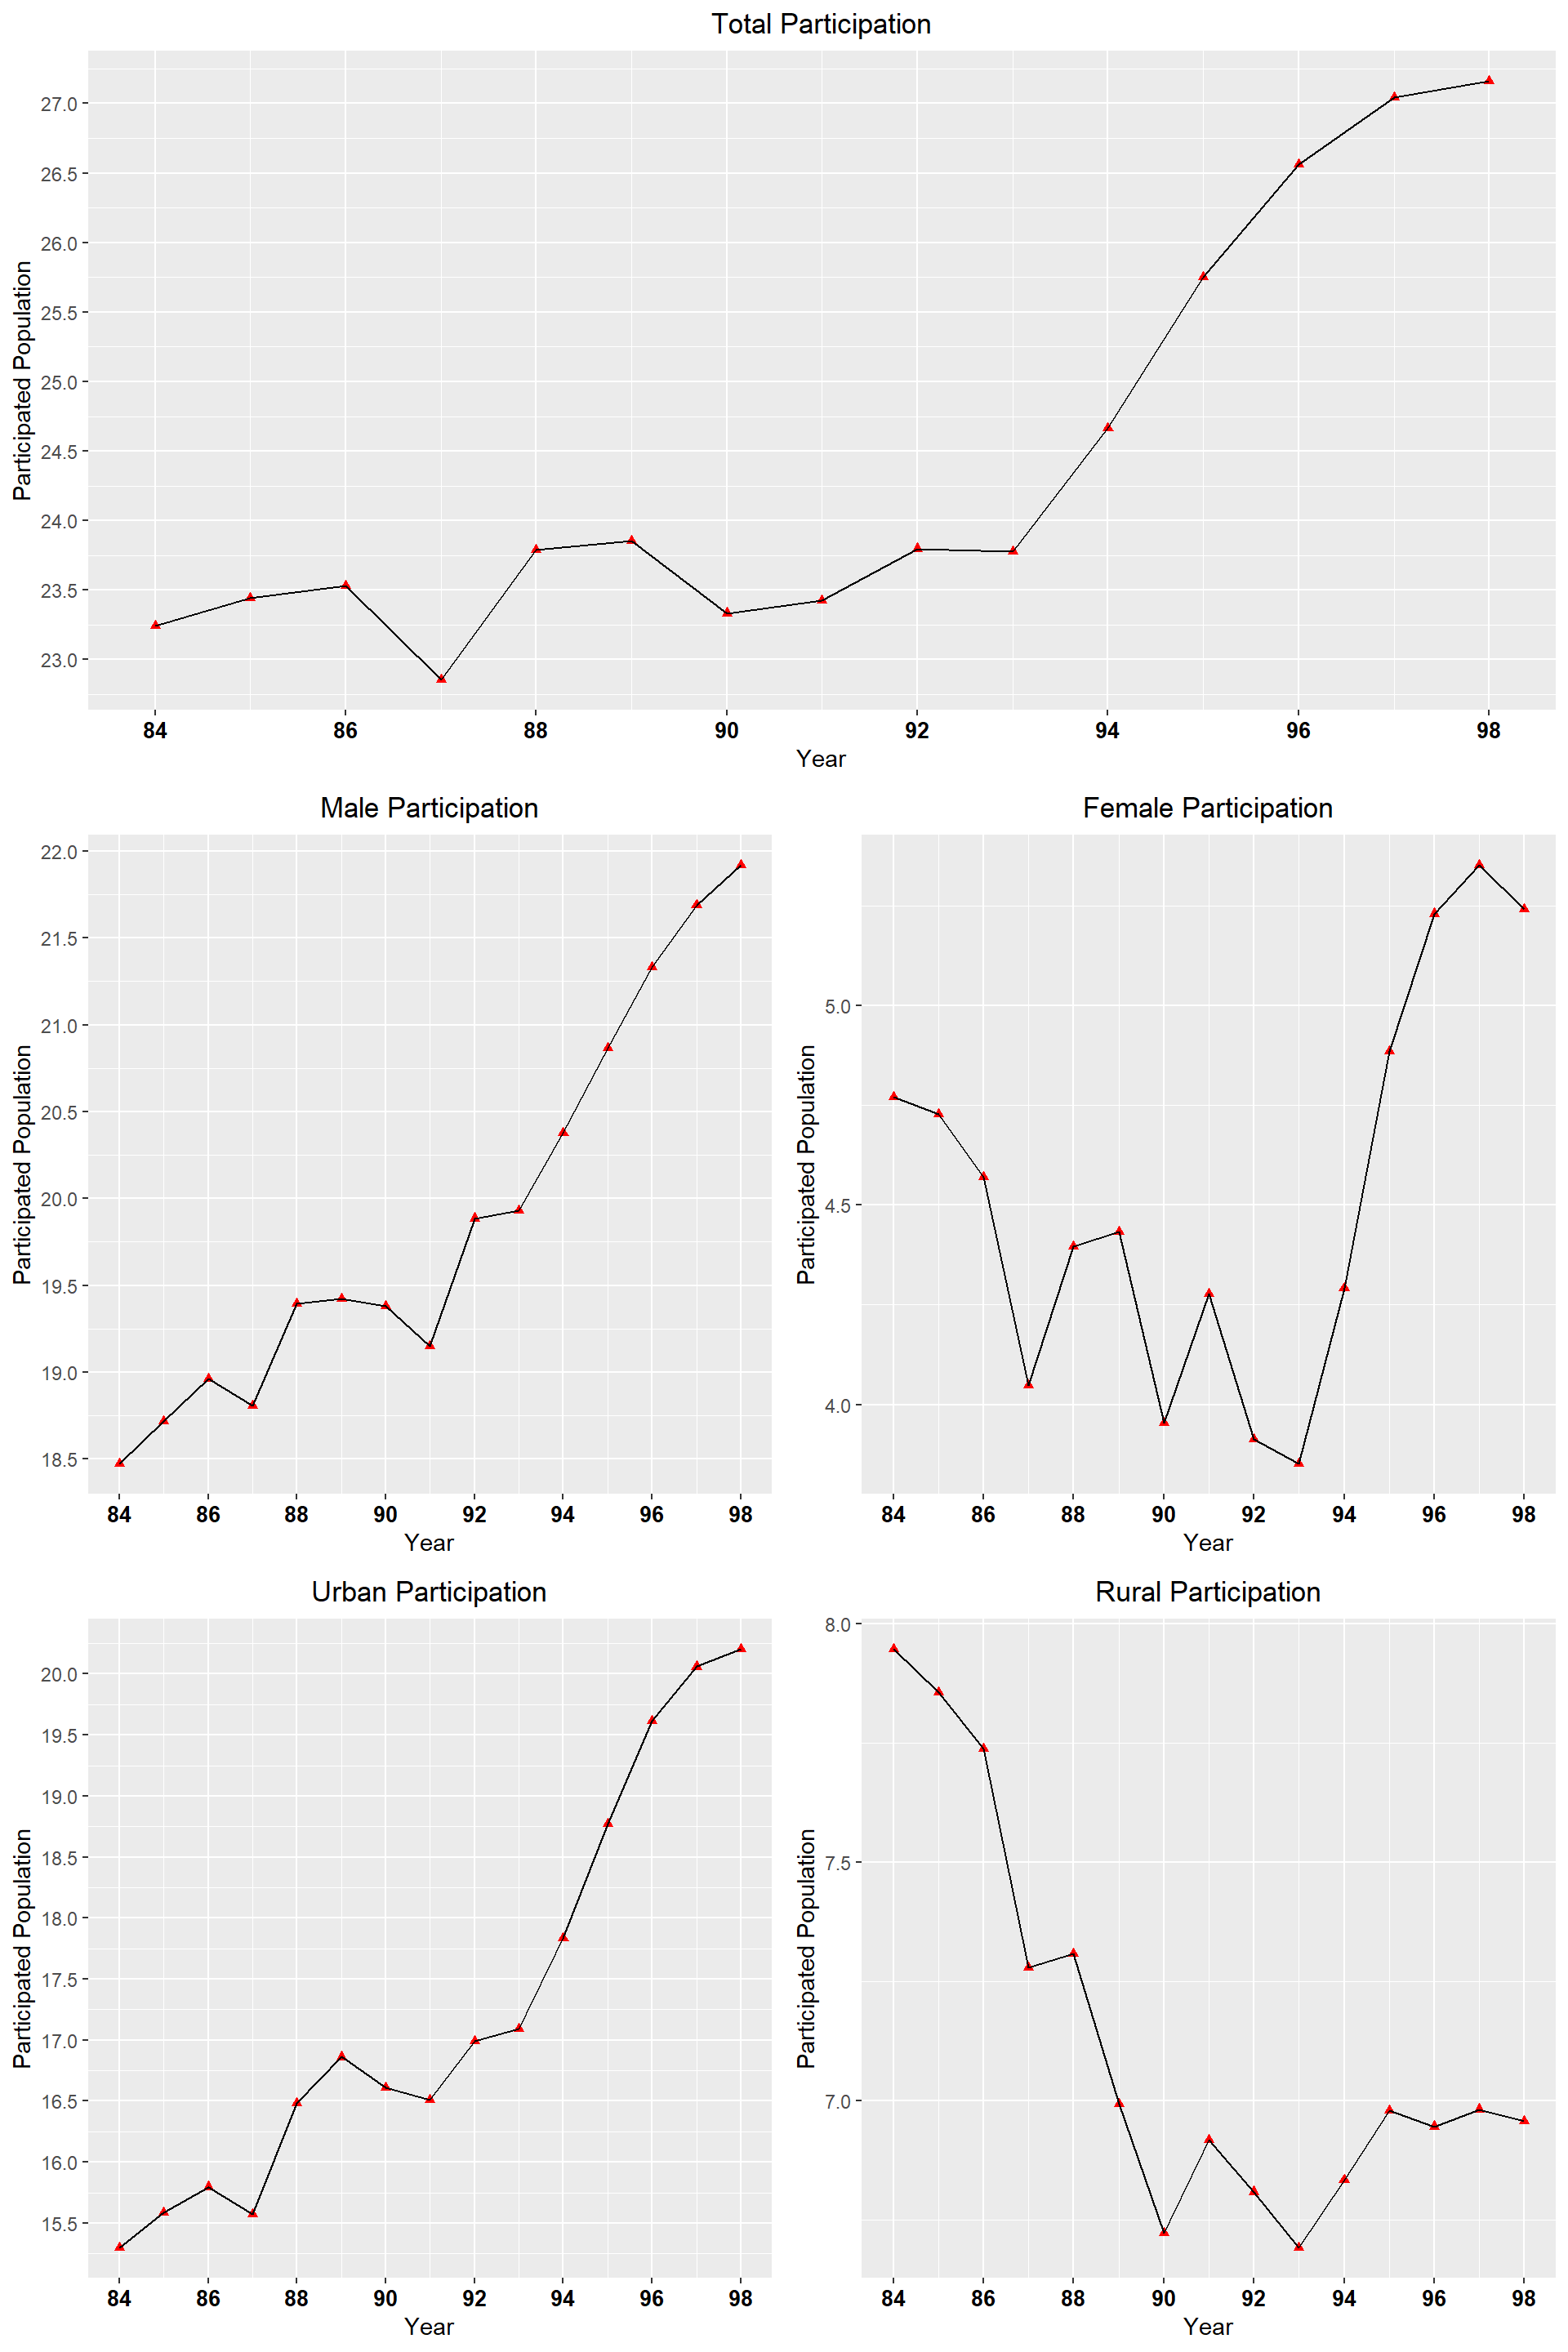 Total Participation
Participated Population
27.0
26.5
26.0
25.5
25.0
24.5
24.0
23.5
23.0
84 86 88 90 92 94 96 98
Year
Male Participation
Participated Population
22.0
21.5
21.0
20.5
20.0
19.5
19.0
18.5
84 86 88 90 92 94 96 98
Year
Female Participation
Participated Population
5.0
4.5
4.0
84 86 88 90 92 94 96 98
Year
Urban Participation
Participated Population
20.0
19.5
19.0
18.5
18.0
17.5
17.0
16.5
16.0
15.5
84 86 88 90 92 94 96 98
Year
Rural Participation
Participated Population
8.0
7.5
7.0
84 86 88 90 92 94 96 98
Year